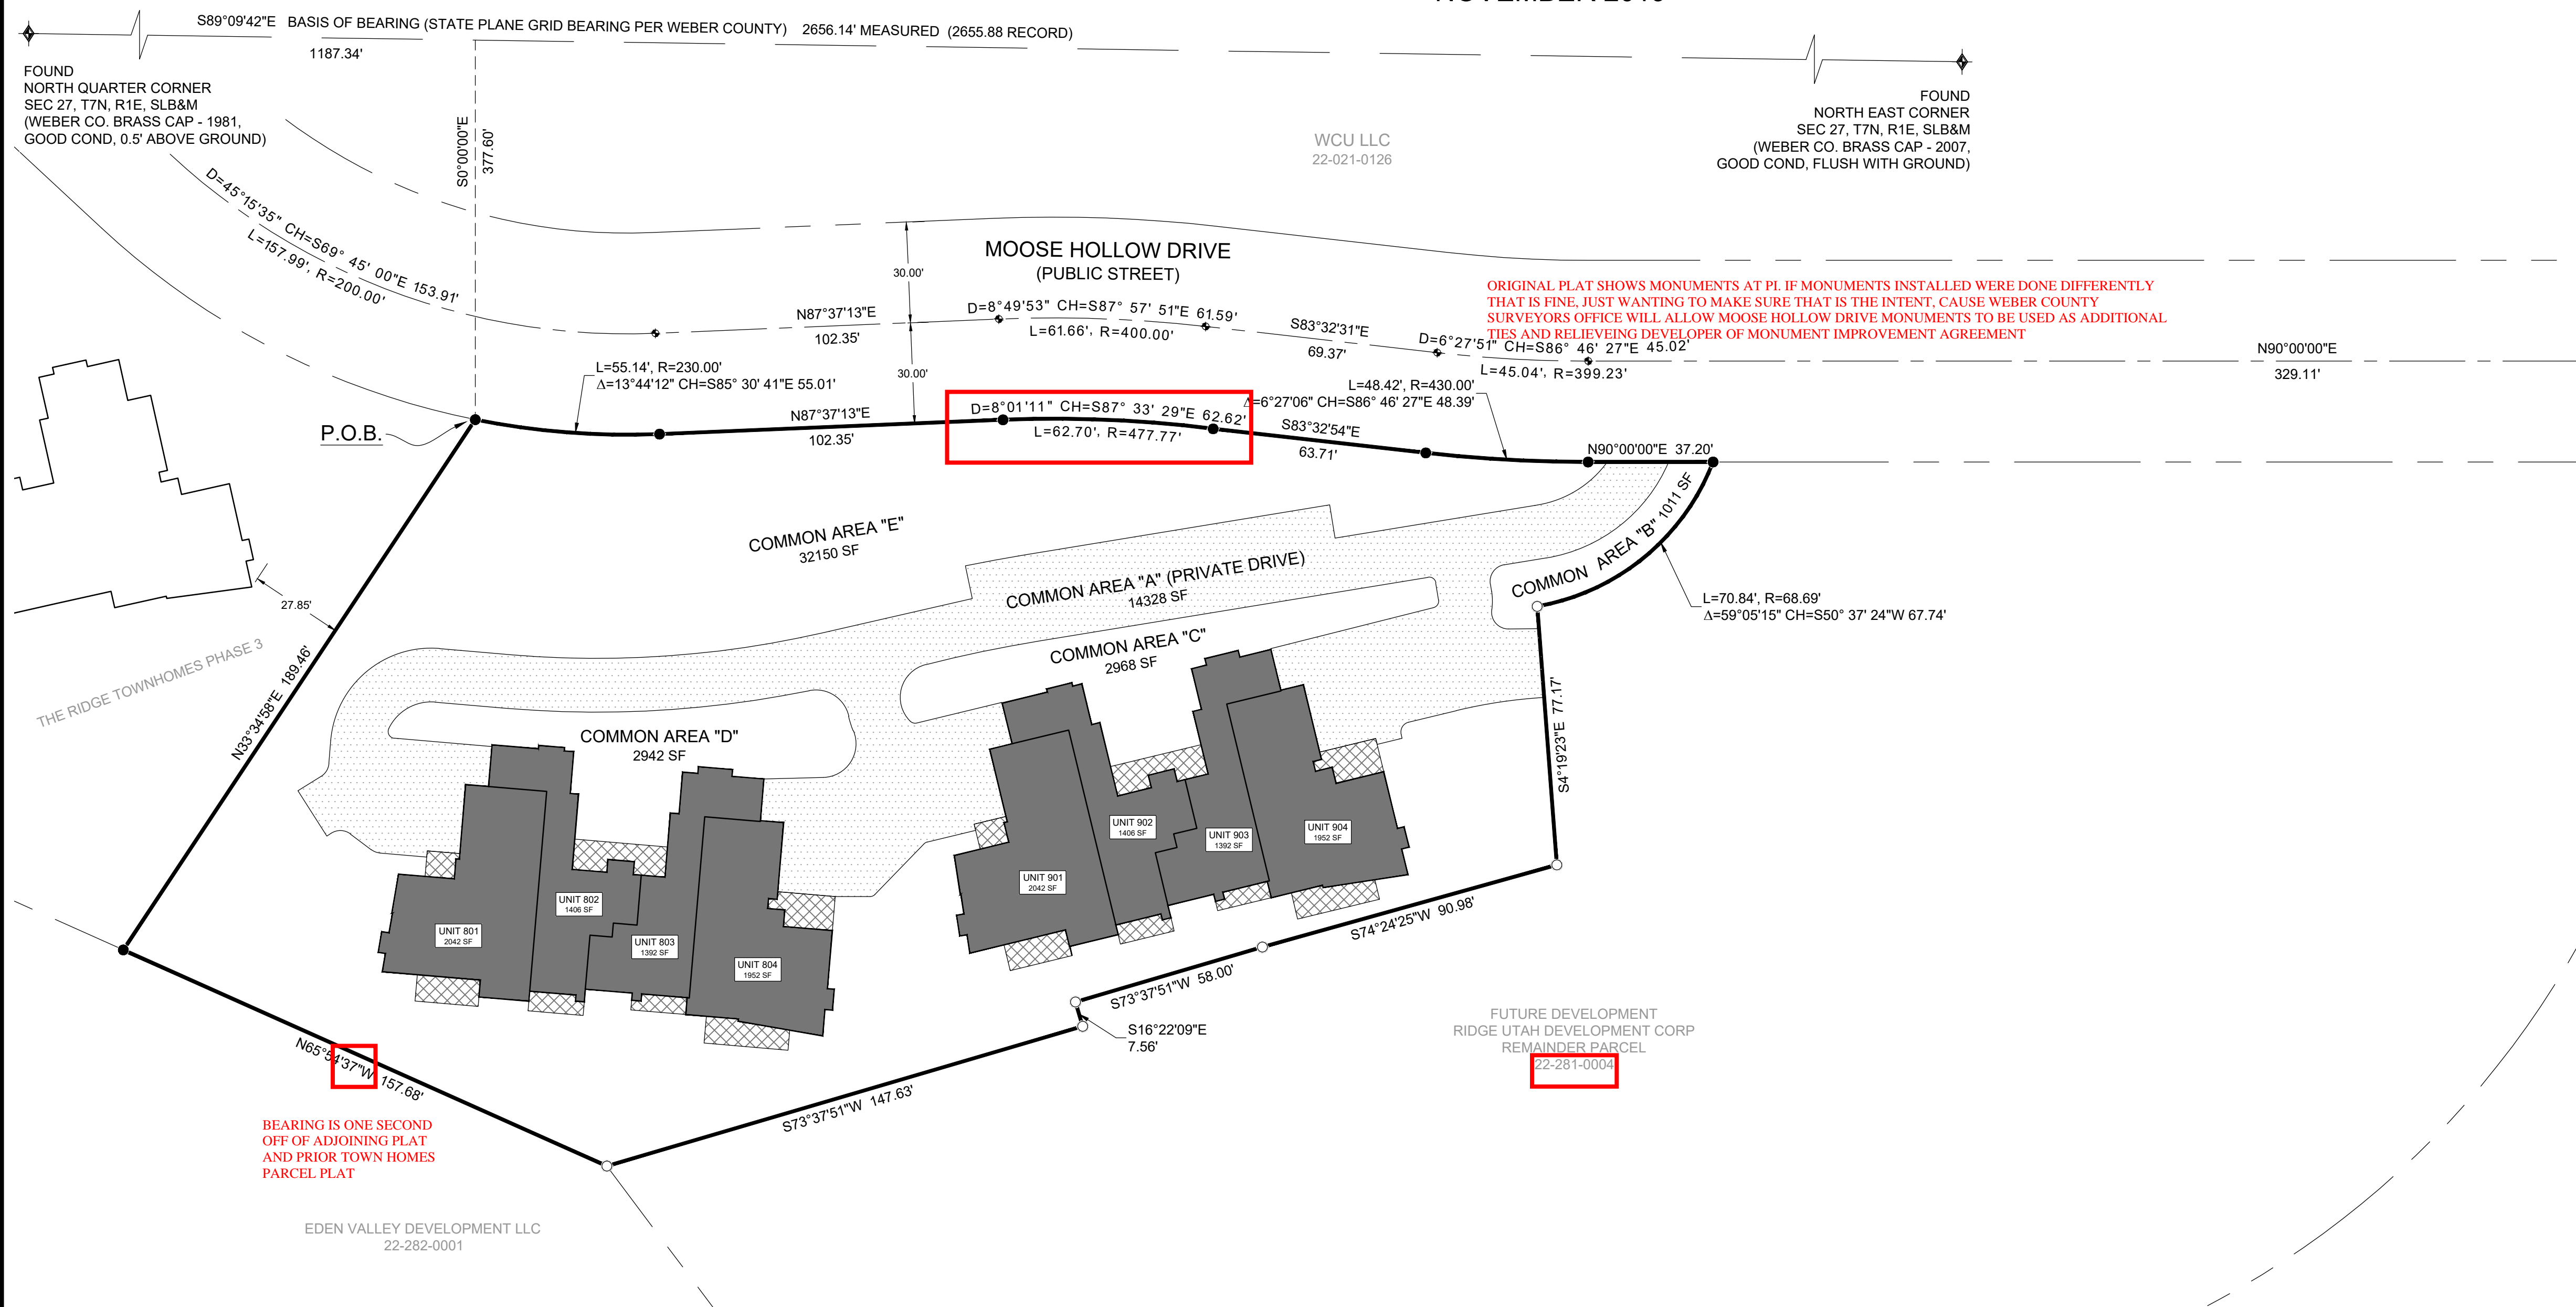 S89°09'42"E   BASIS OF BEARING (STATE PLANE GRID BEARING PER WEBER COUNTY)    2656.14' MEASURED  (2655.88 RECORD)
1187.34'
FOUND
NORTH QUARTER CORNER
SEC 27, T7N, R1E, SLB&M
(WEBER CO. BRASS CAP - 1981,
GOOD COND, 0.5' ABOVE GROUND)
S0°00'00"E
377.60'
WCU LLC
22-021-0126
FOUND
NORTH EAST CORNER
SEC 27, T7N, R1E, SLB&M
(WEBER CO. BRASS CAP - 2007,
GOOD COND, FLUSH WITH GROUND)
D=45°15'35" CH=S69° 45' 00"E 153.91'
L=157.99', R=200.00'
MOOSE HOLLOW DRIVE
(PUBLIC STREET)
30.00'
N87°37'13"E
102.35'
D=8°49'53" CH=S87° 57' 51"E 61.59'
L=61.66', R=400.00'
S83°32'31"E
69.37'
ORIGINAL PLAT SHOWS MONUMENTS AT PI. IF MONUMENTS INSTALLED WERE DONE DIFFERENTLY
THAT IS FINE, JUST WANTING TO MAKE SURE THAT IS THE INTENT, CAUSE WEBER COUNTY
SURVEYORS OFFICE WILL ALLOW MOOSE HOLLOW DRIVE MONUMENTS TO BE USED AS ADDITIONAL
TIES AND RELIEVEING DEVELOPER OF MONUMENT IMPROVEMENT AGREEMENT
D=6°27'51" CH=S86° 46' 27"E 45.02'
L=45.04', R=399.23'
N90°00'00"E
329.11'
30.00'
L=55.14', R=230.00'
Δ=13°44'12" CH=S85° 30' 41"E 55.01'
L=48.42', R=430.00'
Δ=6°27'06" CH=S86° 46' 27"E 48.39'
P.O.B.
N87°37'13"E
102.35'
D=8°01'11" CH=S87° 33' 29"E 62.62'
L=62.70', R=477.77'
S83°32'54"E
63.71'
N90°00'00"E  37.20'
COMMON AREA "E"
32150 SF
COMMON AREA "A" (PRIVATE DRIVE)
14328 SF
COMMON AREA "B" 1011 SF
L=70.84', R=68.69'
Δ=59°05'15" CH=S50° 37' 24"W 67.74'
27.85'
THE RIDGE TOWNHOMES PHASE 3
N33°34'58"E  189.46'
COMMON AREA "C"
2968 SF
COMMON AREA "D"
2942 SF
S4°19'23"E  77.17'
UNIT 801
2042 SF
UNIT 802
1406 SF
UNIT 803
1392 SF
UNIT 804
1952 SF
UNIT 901
2042 SF
UNIT 902
1406 SF
UNIT 903
1392 SF
UNIT 904
1952 SF
S74°24'25"W  90.98'
S73°37'51"W  58.00'
S16°22'09"E
7.56'
S73°37'51"W  147.63'
N65°54'37"W  157.68'
FUTURE DEVELOPMENT
RIDGE UTAH DEVELOPMENT CORP
REMAINDER PARCEL
22-281-0004
BEARING IS ONE SECOND
OFF OF ADJOINING PLAT
AND PRIOR TOWN HOMES
PARCEL PLAT
EDEN VALLEY DEVELOPMENT LLC
22-282-0001